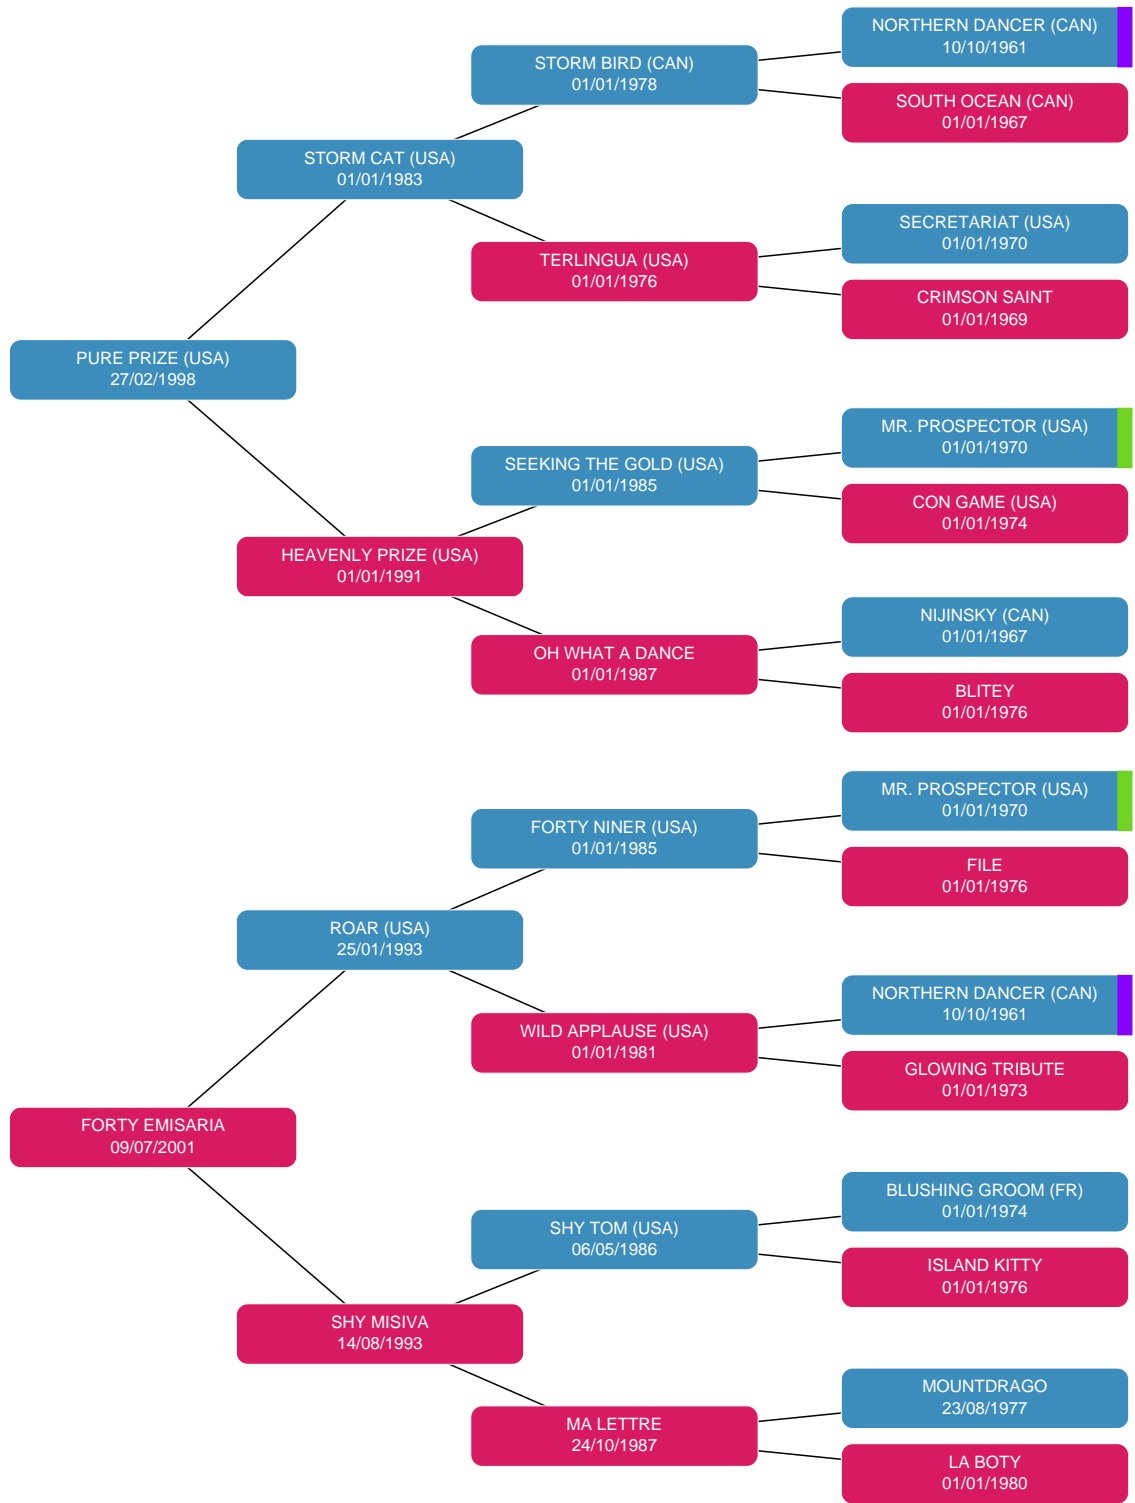 NORTHERN DANCER (CAN)
10/10/1961
STORM BIRD (CAN)
01/01/1978
SOUTH OCEAN (CAN)
01/01/1967
STORM CAT (USA)
01/01/1983
SECRETARIAT (USA)
01/01/1970
TERLINGUA (USA)
01/01/1976
CRIMSON SAINT
01/01/1969
PURE PRIZE (USA)
27/02/1998
MR. PROSPECTOR (USA)
01/01/1970
SEEKING THE GOLD (USA)
01/01/1985
CON GAME (USA)
01/01/1974
HEAVENLY PRIZE (USA)
01/01/1991
NIJINSKY (CAN)
01/01/1967
OH WHAT A DANCE
01/01/1987
BLITEY
01/01/1976
MR. PROSPECTOR (USA)
01/01/1970
FORTY NINER (USA)
01/01/1985
FILE
01/01/1976
ROAR (USA)
25/01/1993
NORTHERN DANCER (CAN)
10/10/1961
WILD APPLAUSE (USA)
01/01/1981
GLOWING TRIBUTE
01/01/1973
FORTY EMISARIA
09/07/2001
BLUSHING GROOM (FR)
01/01/1974
SHY TOM (USA)
06/05/1986
ISLAND KITTY
01/01/1976
SHY MISIVA
14/08/1993
MOUNTDRAGO
23/08/1977
MA LETTRE
24/10/1987
LA BOTY
01/01/1980